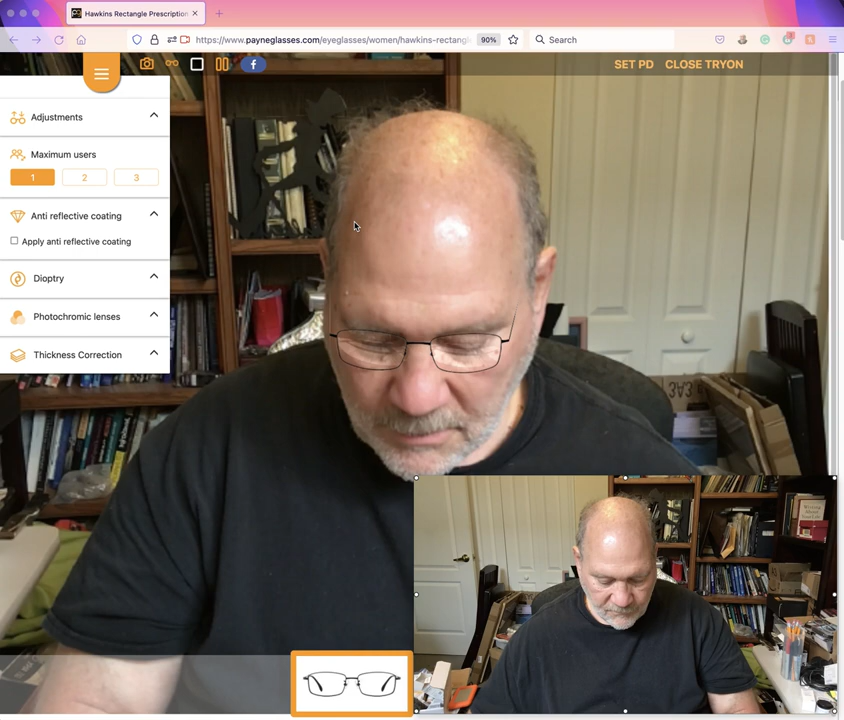 Hawkins Rectangle Prescription
https://www.payneglasses.com/eyeglasses/women/hawkins-rectangl
90%
Search
SET PD CLOSE TRYON
Adjustments
Maximum users
1 2 3
Anti reflective coating
Apply anti reflective coating
Dioptry
Photochromic lenses
Thickness Correction